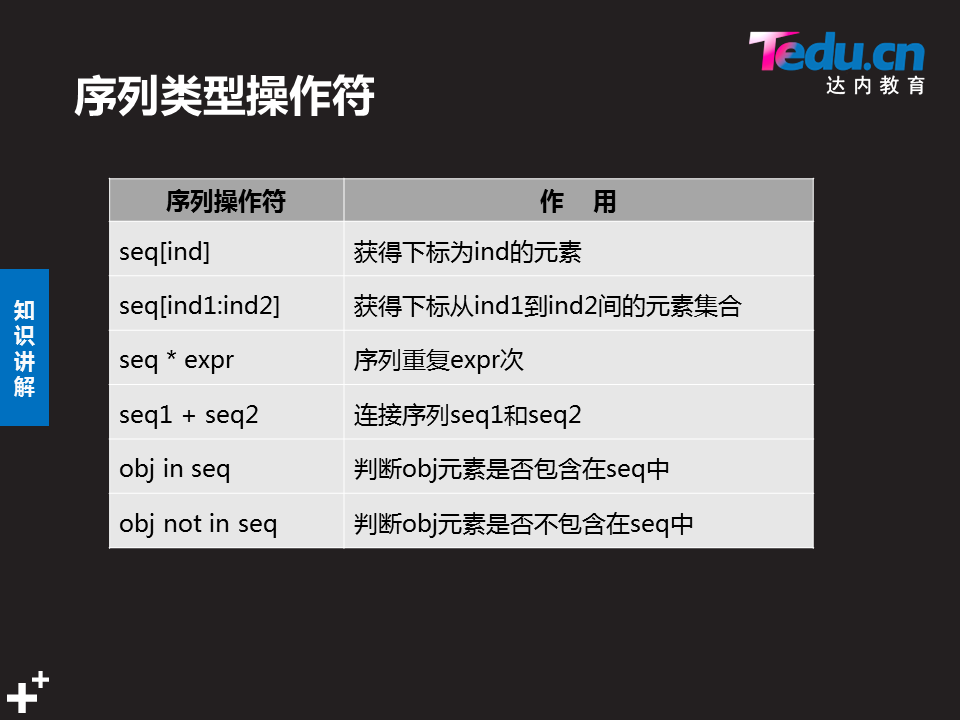 Tedu.cn
达内教育
序列类型操作符
序列操作符 作 用
seq[ind] 获得下标为ind的元素
seq[ind1:ind2] 获得下标从ind1到ind2间的元素集合
seq * expr 序列重复expr次
seq1 + seq2 连接序列seq1和seq2
obj in seq 判断obj元素是否包含在seq中
obj not in seq 判断obj元素是否不包含在seq中
知
识
讲
解